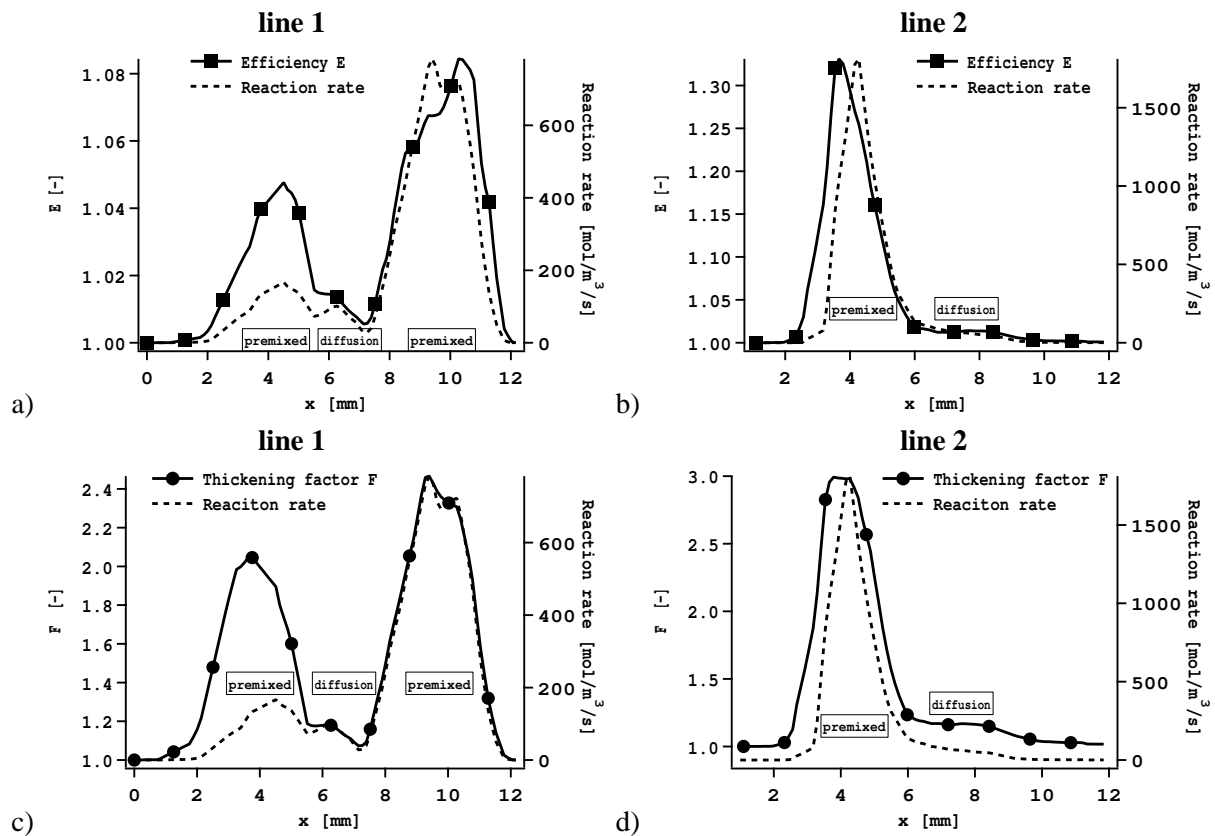 line 1
Efficiency E
Reaction rate
1.08
1.06
1.04
1.02
1.00
E [-]
600
400
200
0
Reaction rate [mol/m³/s]
premixed
diffusion
premixed
0 2 4 6 8 10 12
x [mm]
a)
line 2
Efficiency E
Reaction rate
1.30
1.25
1.20
1.15
1.10
1.05
1.00
E [-]
1500
1000
500
0
Reaction rate [mol/m³/s]
premixed
diffusion
2 4 6 8 10 12
x [mm]
b)
line 1
Thickening factor F
Reaciton rate
2.4
2.2
2.0
1.8
1.6
1.4
1.2
1.0
F [-]
600
400
200
0
Reaction rate [mol/m³/s]
premixed
diffusion
premixed
0 2 4 6 8 10 12
x [mm]
c)
line 2
Thickening factor F
Reaciton rate
3.0
2.5
2.0
1.5
1.0
F [-]
1500
1000
500
0
Reaction rate [mol/m³/s]
premixed
diffusion
2 4 6 8 10 12
x [mm]
d)